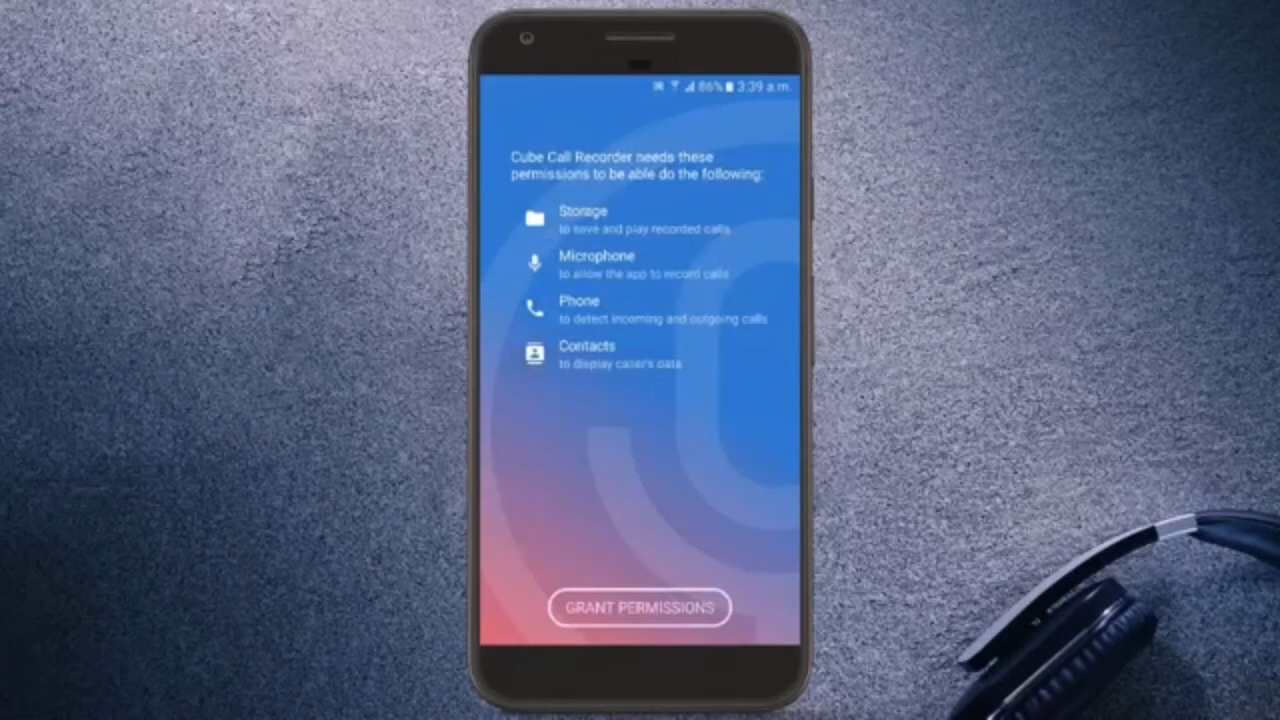 86% 3:39 a.m.
Cube Call Recorder needs these
permissions to be able do the following:
Storage
to save and play recorded calls
Microphone
to allow the app to record calls
Phone
to detect incoming and outgoing calls
Contacts
to display caller's data
GRANT PERMISSIONS